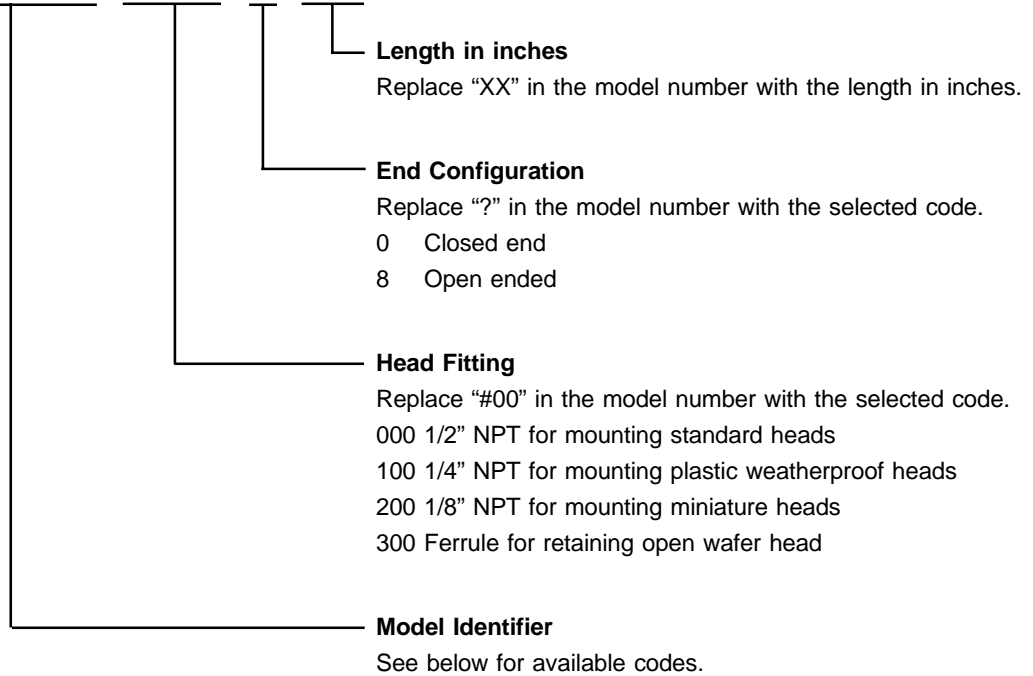 Length in inches
Replace “XX” in the model number with the length in inches.
End Configuration
Replace “?” in the model number with the selected code.
0 Closed end
8 Open ended
Head Fitting
Replace “#00” in the model number with the selected code.
000 1/2” NPT for mounting standard heads
100 1/4” NPT for mounting plastic weatherproof heads
200 1/8” NPT for mounting miniature heads
300 Ferrule for retaining open wafer head
Model Identifier
See below for available codes.